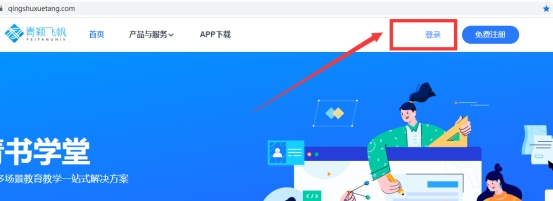 qingshuxuetang.com
青颖飞帆
FEIFANGKEJI
首页 产品与服务 APP下载 登录 免费注册
青书学堂
多场景教育教学一站式解决方案